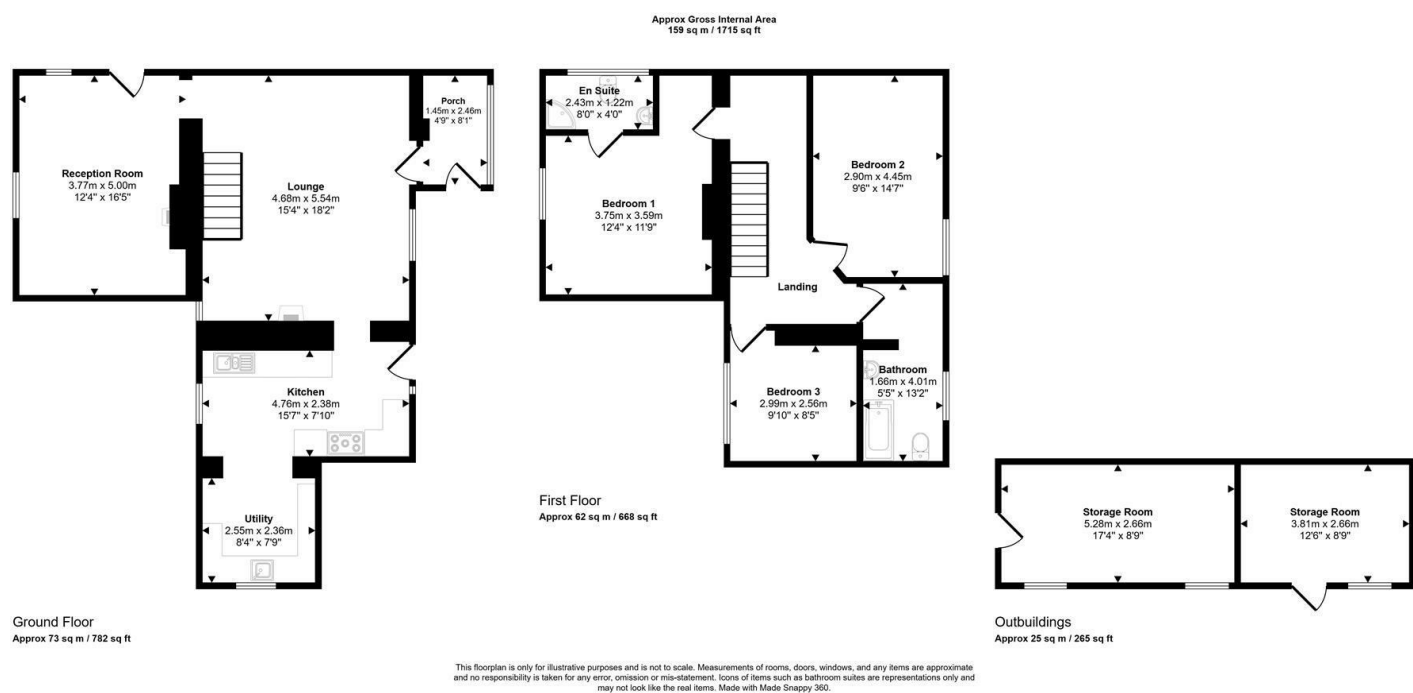 Approx Gross Internal Area
159 sq m / 1715 sq ft
Reception Room
3.77m x 5.00m
12'4" x 16'5"
Lounge
4.68m x 5.54m
15'4" x 18'2"
Porch
1.45m x 2.46m
4'9" x 8'1"
Kitchen
4.76m x 2.38m
15'7" x 7'10"
Utility
2.55m x 2.36m
8'4" x 7'9"
Ground Floor
Approx 73 sq m / 782 sq ft
En Suite
2.43m x 1.22m
8'0" x 4'0"
Bedroom 1
3.75m x 3.59m
12'4" x 11'9"
Bedroom 2
2.90m x 4.45m
9'6" x 14'7"
Landing
Bedroom 3
2.99m x 2.56m
9'10" x 8'5"
Bathroom
1.66m x 4.01m
5'5" x 13'2"
First Floor
Approx 62 sq m / 668 sq ft
Storage Room
5.28m x 2.66m
17'4" x 8'9"
Storage Room
3.81m x 2.66m
12'6" x 8'9"
Outbuildings
Approx 25 sq m / 265 sq ft
This floorplan is only for illustrative purposes and is not to scale. Measurements of rooms, doors, windows, and any items are approximate
and no responsibility is taken for any error, omission or mis-statement. Icons of items such as bathroom suites are representations only and
may not look like the real items. Made with Made Snappy 360.